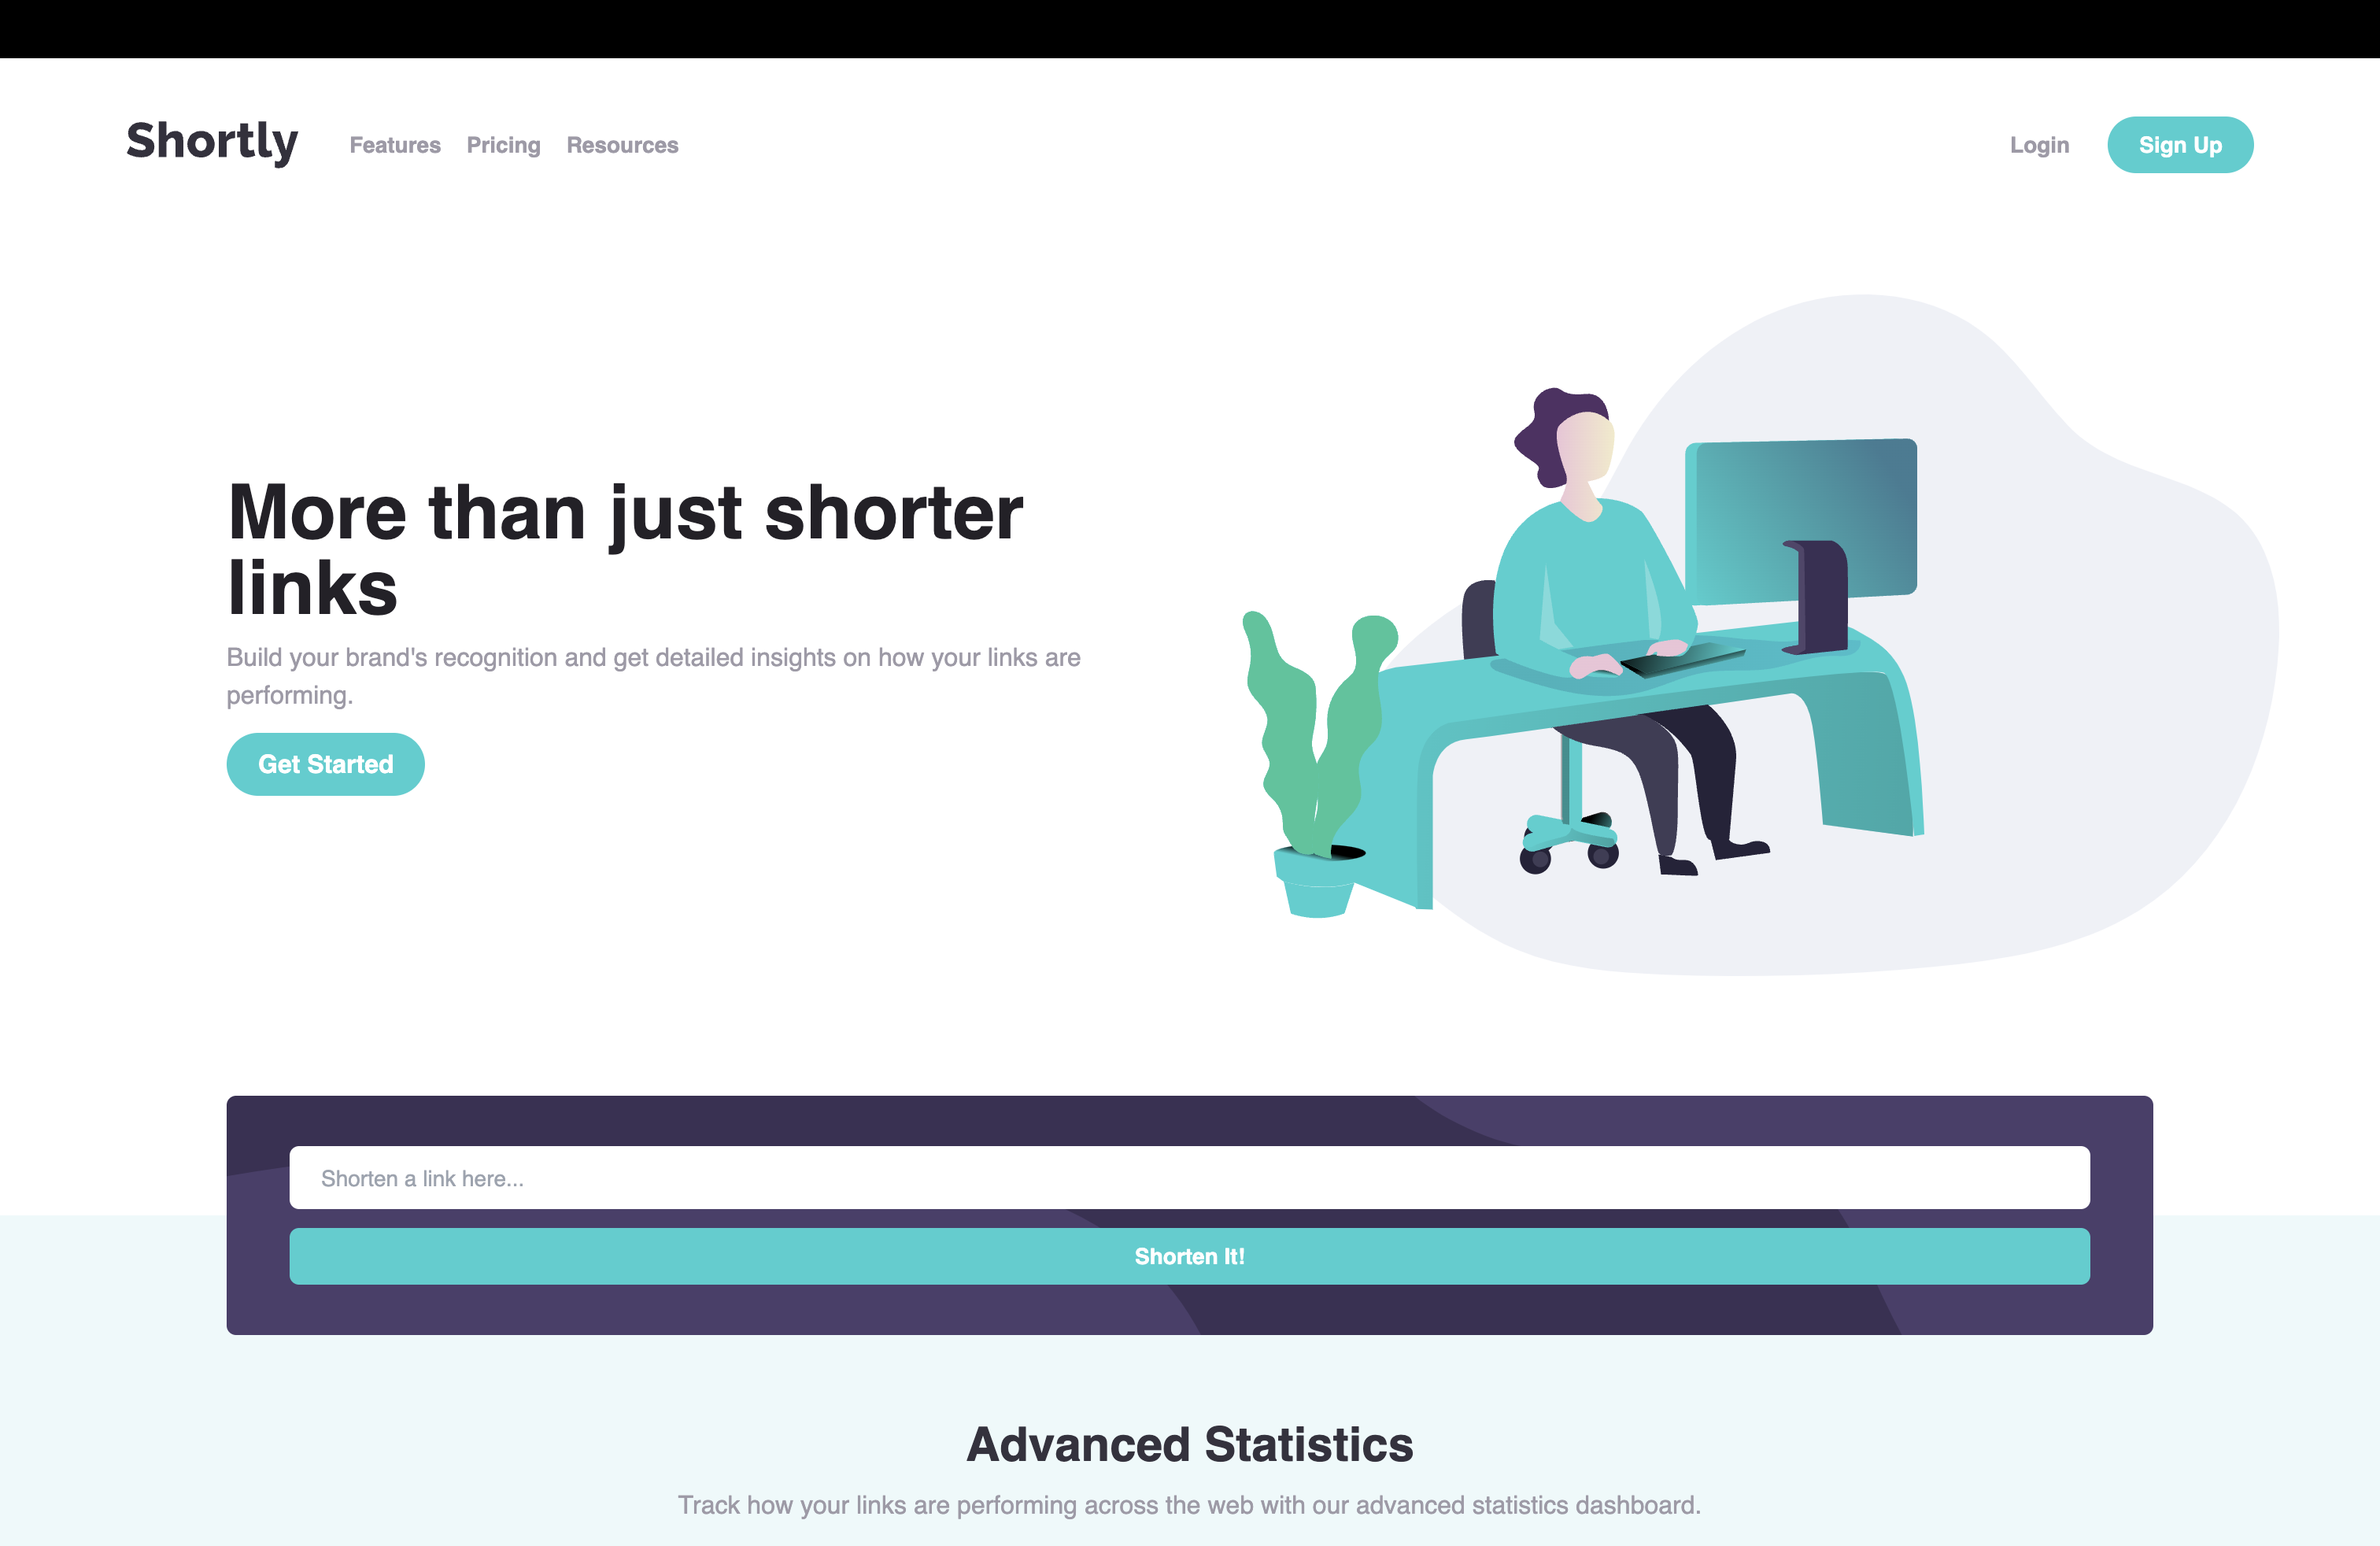 Shortly Features Pricing Resources Login Sign Up
More than just shorter
links
Build your brand's recognition and get detailed insights on how your links are
performing.
Get Started
Shorten a link here...
Shorten It!
Advanced Statistics
Track how your links are performing across the web with our advanced statistics dashboard.